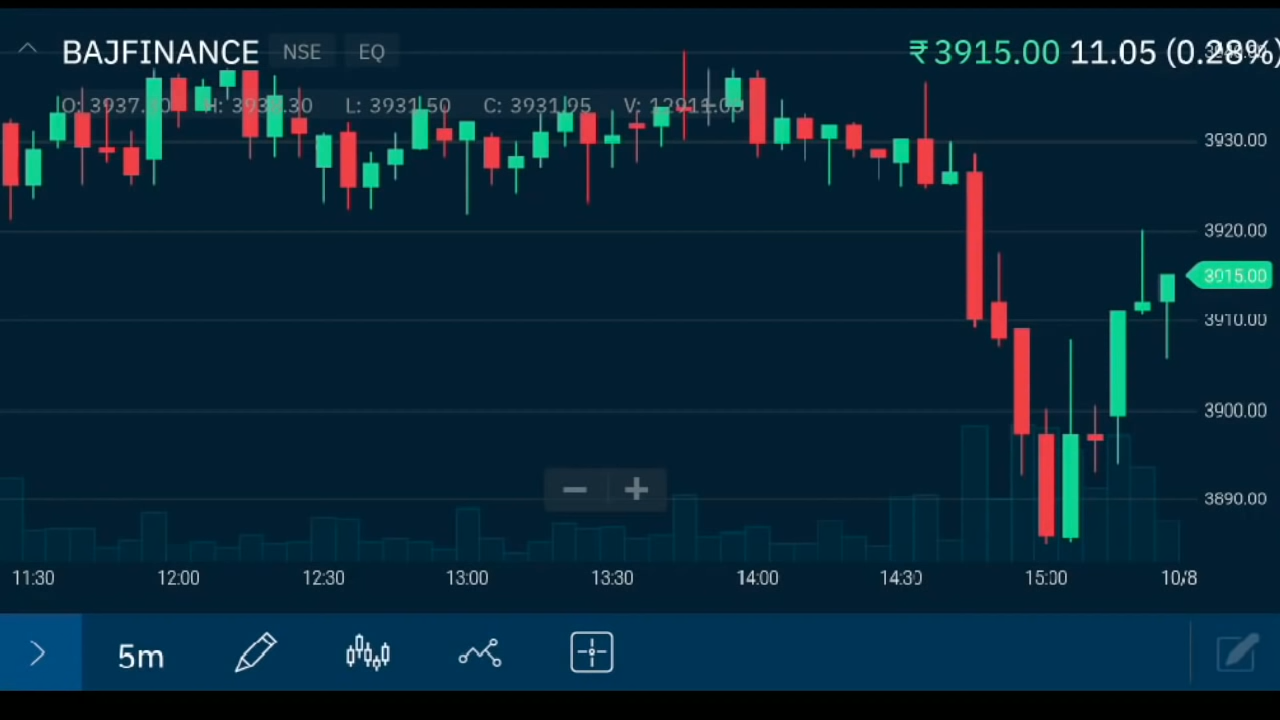 BAJFINANCE NSE EQ ₹3915.00 11.05 (0.28%)
L: 3931.50 C: 3931.95
3930.00
3920.00
3915.00
3910.00
3900.00
3890.00
11:30 12:00 12:30 13:00 13:30 14:00 14:30 15:00 10/8
5m